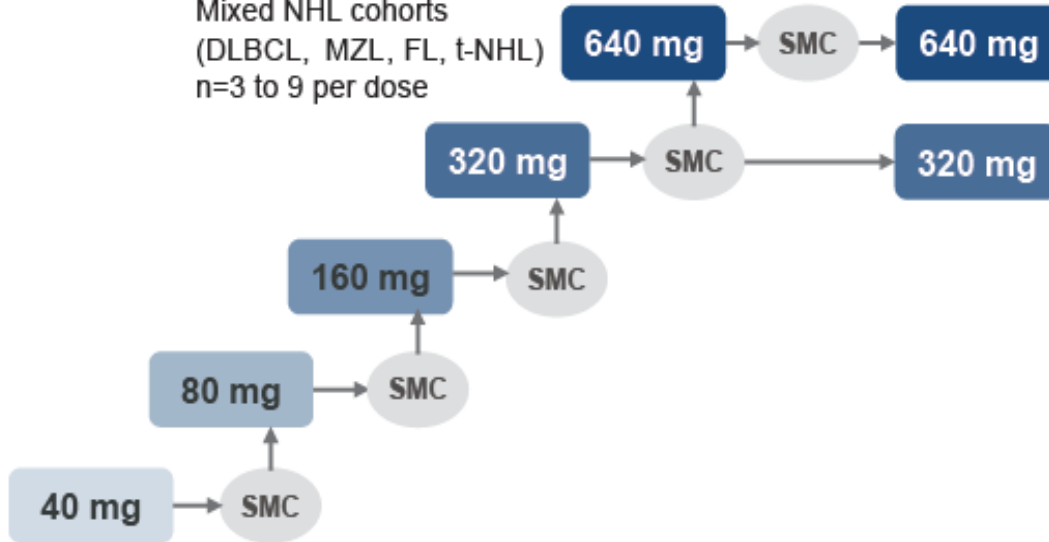 Mixed NHL cohorts
(DLBCL, MZL, FL, t-NHL)
n=3 to 9 per dose
640 mg
SMC
640 mg
320 mg
SMC
320 mg
160 mg
SMC
80 mg
SMC
40 mg
SMC